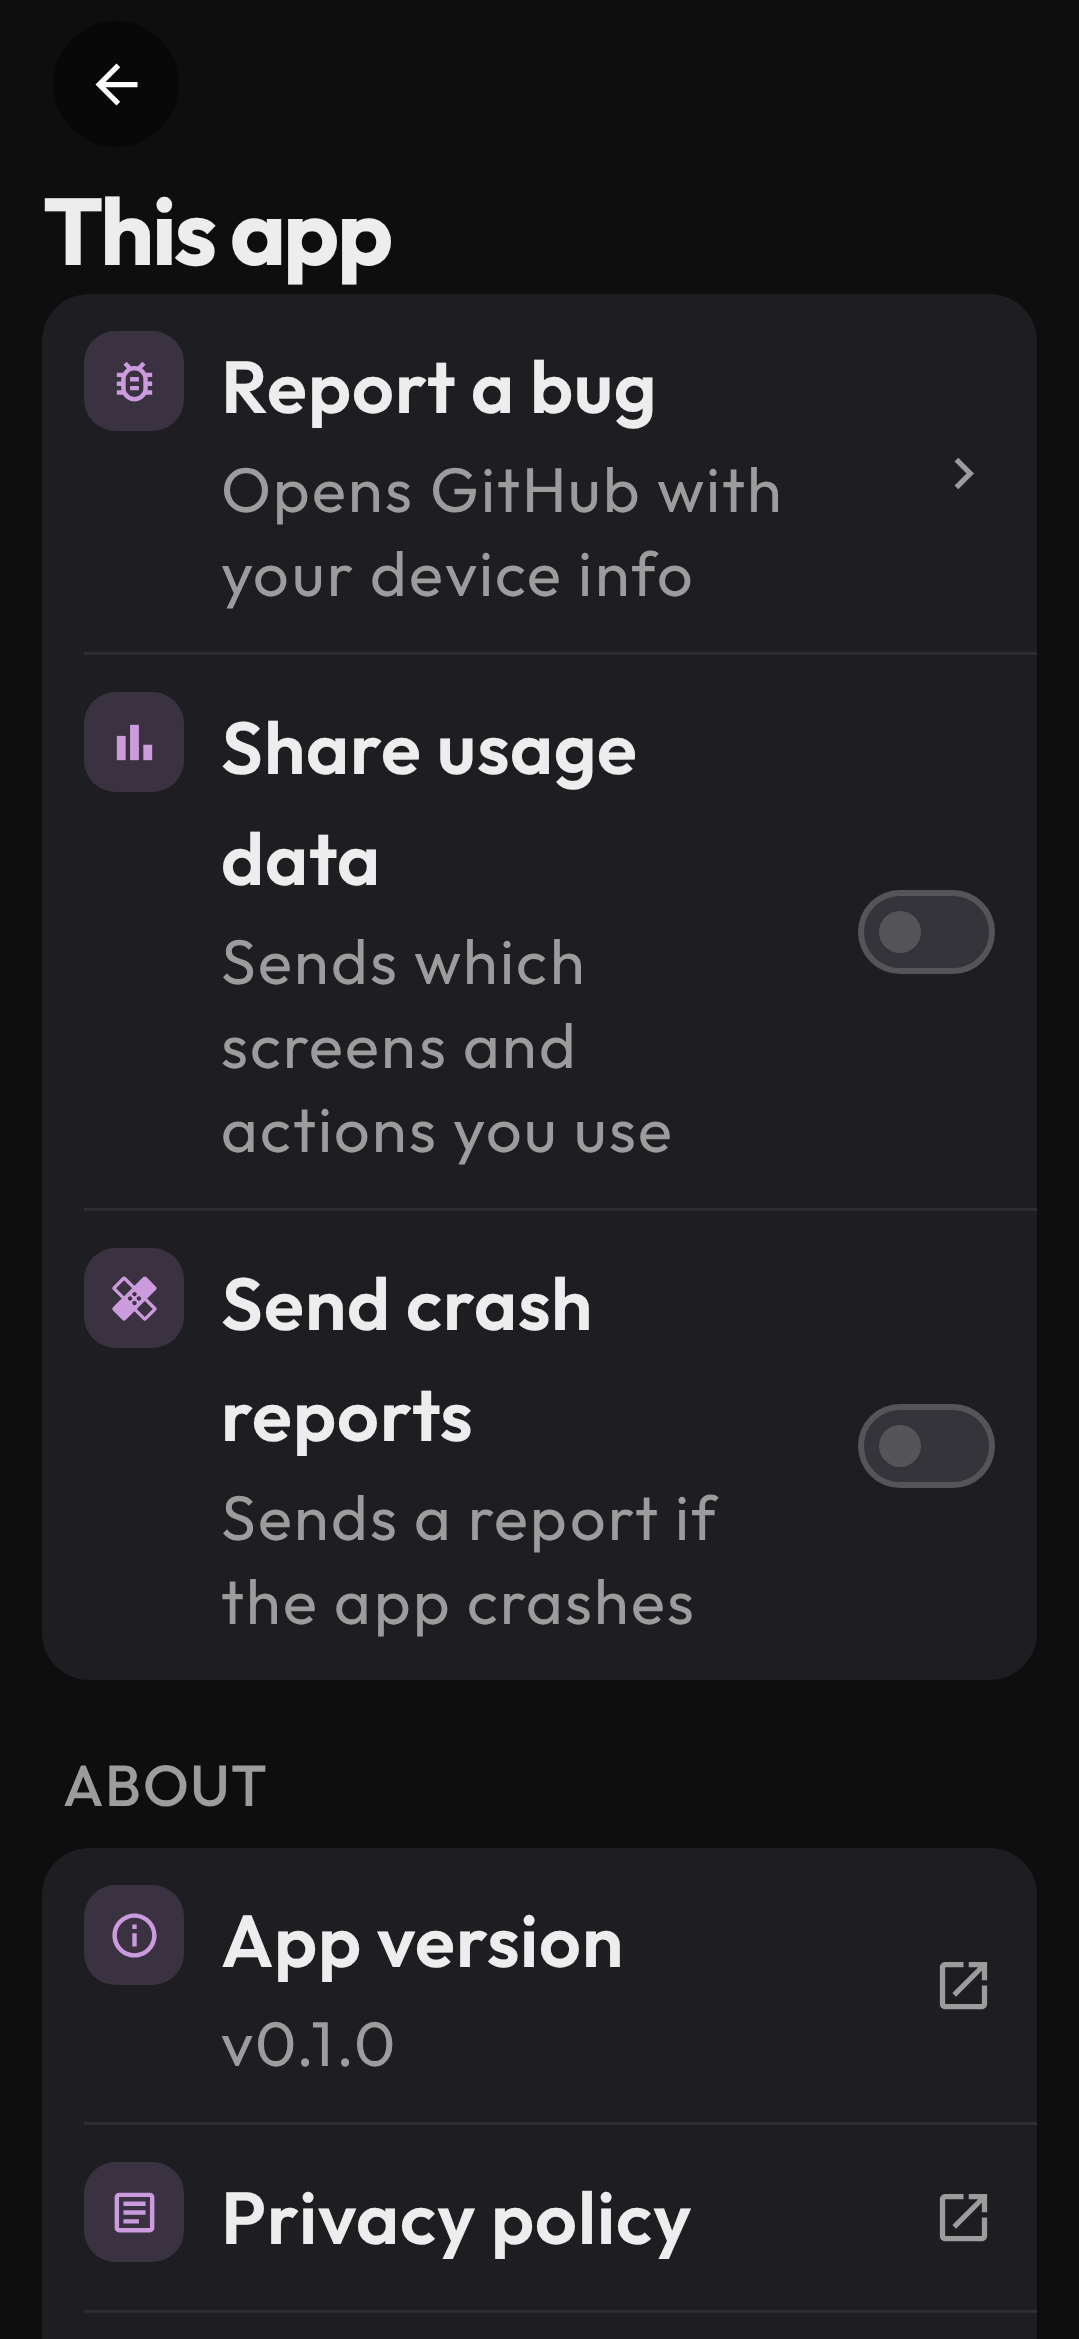 This app
Report a bug
Opens GitHub with
your device info
Share usage
data
Sends which
screens and
actions you use
Send crash
reports
Sends a report if
the app crashes
ABOUT
App version
v0.1.0
Privacy policy